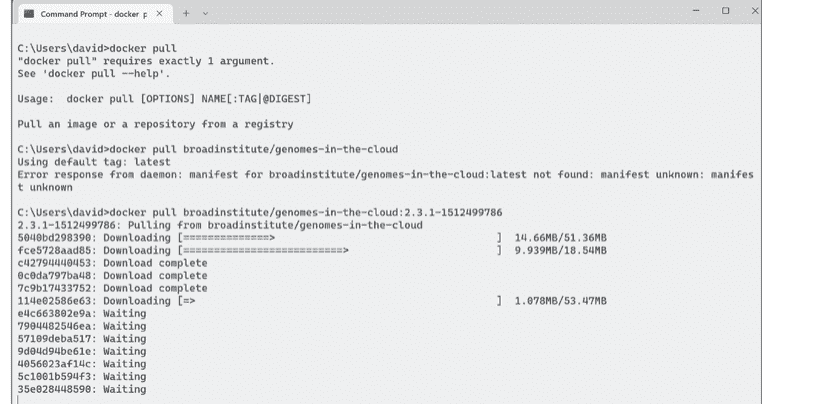 Command Prompt - docker p
C:\Users\david>docker pull
"docker pull" requires exactly 1 argument.
See 'docker pull --help'.
Usage:  docker pull [OPTIONS] NAME[:TAG|@DIGEST]
Pull an image or a repository from a registry
C:\Users\david>docker pull broadinstitute/genomes-in-the-cloud
Using default tag: latest
Error response from daemon: manifest for broadinstitute/genomes-in-the-cloud:latest not found: manifest unknown: manifes
t unknown
C:\Users\david>docker pull broadinstitute/genomes-in-the-cloud:2.3.1-1512499786
2.3.1-1512499786: Pulling from broadinstitute/genomes-in-the-cloud
5040bd298390: Downloading [==============>                                    ]  14.66MB/51.36MB
fce5728aad85: Downloading [==========================>                        ]  9.939MB/18.54MB
c42794440453: Download complete
0c0da797ba48: Download complete
7c9b17433752: Download complete
114e02586e63: Downloading [=>                                                 ]  1.078MB/53.47MB
e4c663802e9a: Waiting
7904482546ea: Waiting
57109deba517: Waiting
9d04d94be61e: Waiting
4056023af14c: Waiting
5c1001b594f3: Waiting
35e028448590: Waiting